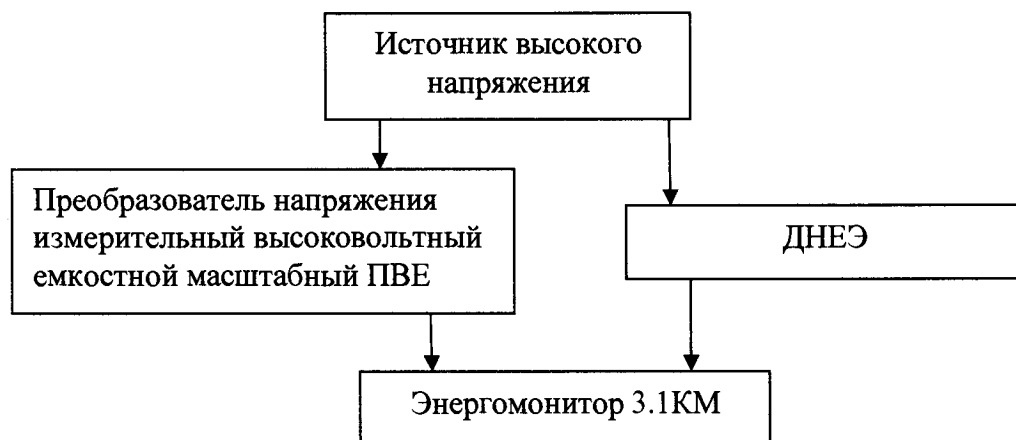 Источник высокого
напряжения
Преобразователь напряжения
измерительный высоковольтный
емкостной масштабный ПВЕ
ДНЕЭ
Энергомонитор 3.1КМ